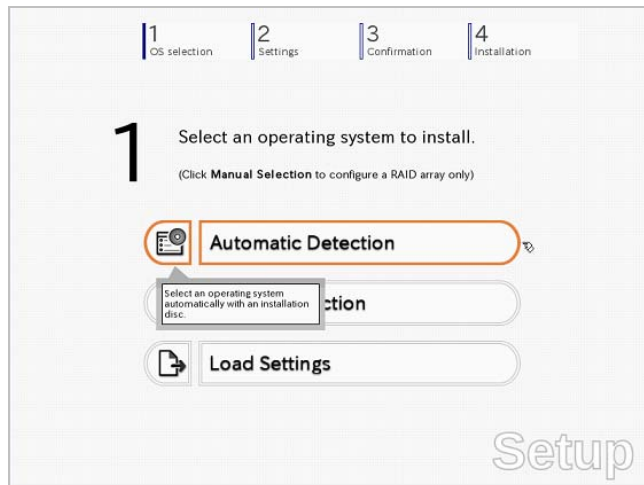 1
OS selection
2
Settings
3
Confirmation
4
Installation
1
Select an operating system to install.
(Click Manual Selection to configure a RAID array only)
Automatic Detection
Select an operating system
automatically with an installation
disc.
ction
Load Settings
Setup